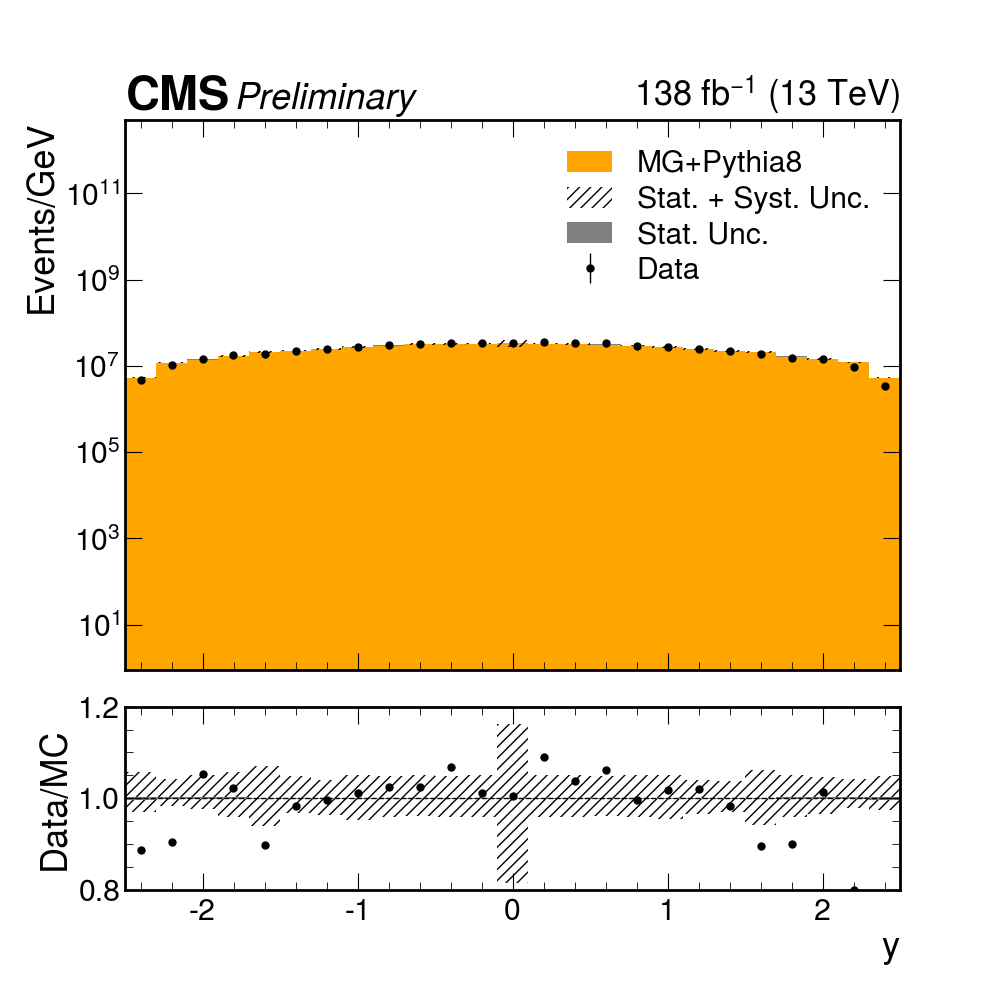 CMS Preliminary 138 fb⁻¹ (13 TeV)
Events/GeV
10¹¹
10⁹
10⁷
10⁵
10³
10¹
MG+Pythia8
Stat. + Syst. Unc.
Stat. Unc.
Data
Data/MC
1.2
1.0
0.8
-2 -1 0 1 2
y